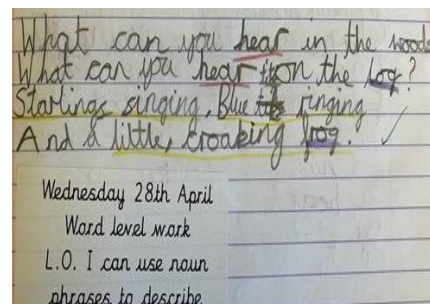 What can you hear in the woods
What can you hear on the log?
Starlings singing, Blue ringing
And a little, croaking frog.
Wednesday 28th April
Word level work
L.O. I can use noun
phrases to describe